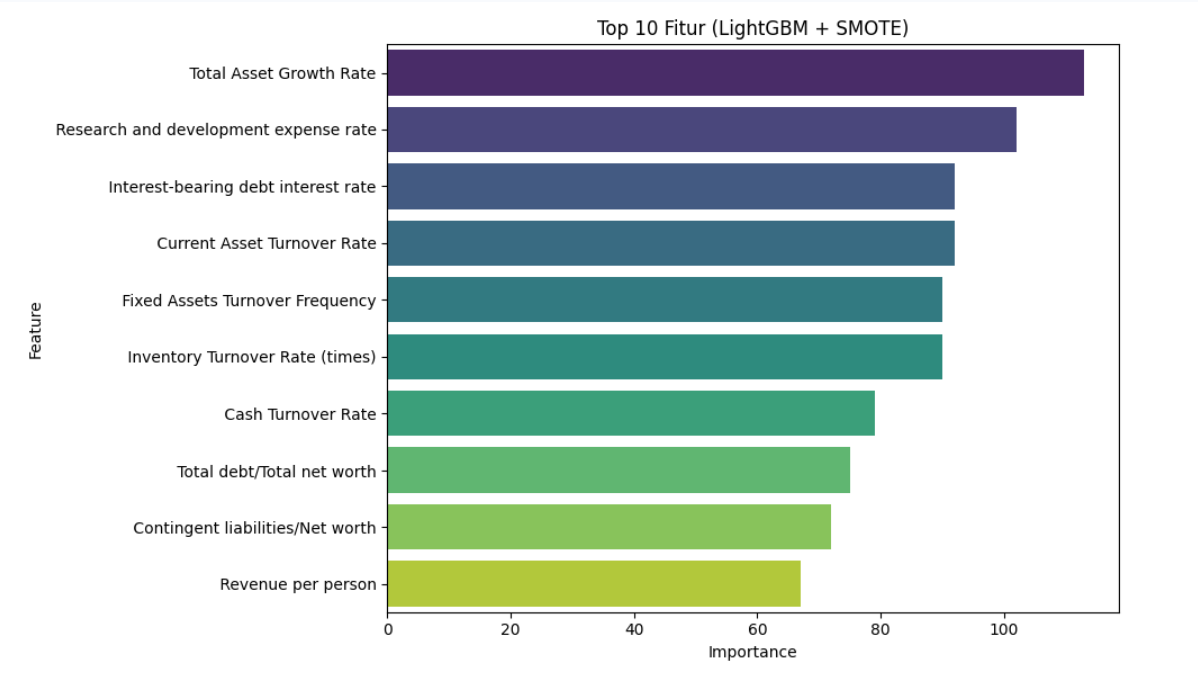 Top 10 Fitur (LightGBM + SMOTE)
Feature
Total Asset Growth Rate
Research and development expense rate
Interest-bearing debt interest rate
Current Asset Turnover Rate
Fixed Assets Turnover Frequency
Inventory Turnover Rate (times)
Cash Turnover Rate
Total debt/Total net worth
Contingent liabilities/Net worth
Revenue per person
0 20 40 60 80 100
Importance